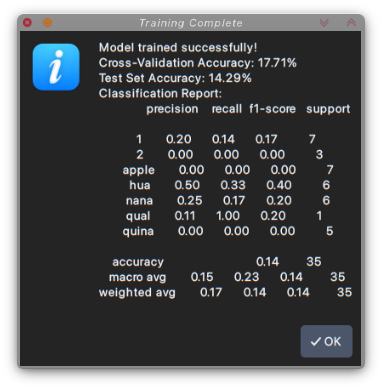 Training Complete
Model trained successfully!
Cross-Validation Accuracy: 17.71%
Test Set Accuracy: 14.29%
Classification Report:
precision recall f1-score support
1 0.20 0.14 0.17 7
2 0.00 0.00 0.00 3
apple 0.00 0.00 0.00 7
hua 0.50 0.33 0.40 6
nana 0.25 0.17 0.20 6
qual 0.11 1.00 0.20 1
quina 0.00 0.00 0.00 5
accuracy 0.14 35
macro avg 0.15 0.23 0.14 35
weighted avg 0.17 0.14 0.14 35
OK